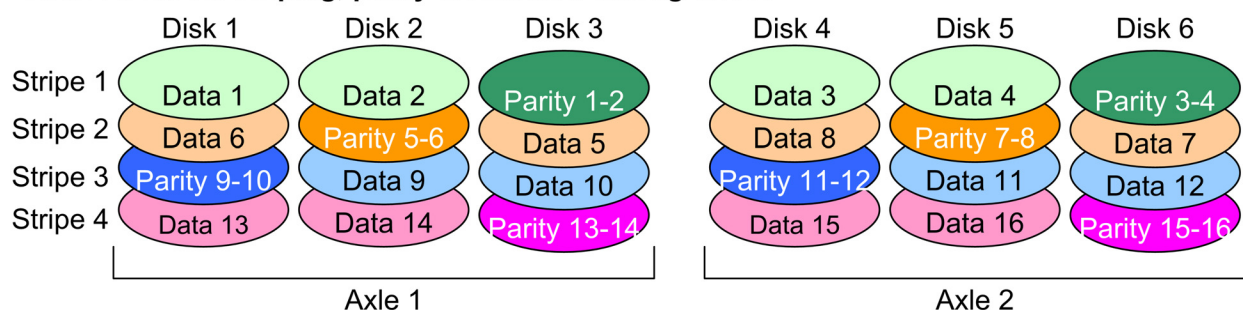 Disk 1 Disk 2 Disk 3 Disk 4 Disk 5 Disk 6
Stripe 1 Data 1 Data 2 Parity 1-2 Data 3 Data 4 Parity 3-4
Stripe 2 Data 6 Parity 5-6 Data 5 Data 8 Parity 7-8 Data 7
Stripe 3 Parity 9-10 Data 9 Data 10 Parity 11-12 Data 11 Data 12
Stripe 4 Data 13 Data 14 Parity 13-14 Data 15 Data 16 Parity 15-16
Axle 1 Axle 2